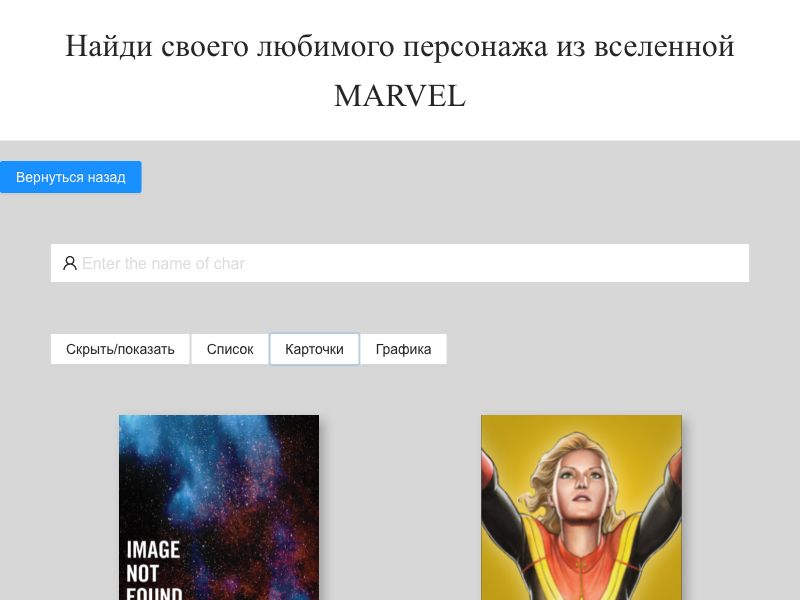 Найди своего любимого персонажа из вселенной
MARVEL
Вернуться назад
Enter the name of char
Скрыть/показать Список Карточки Графика
IMAGE
NOT
FOUND